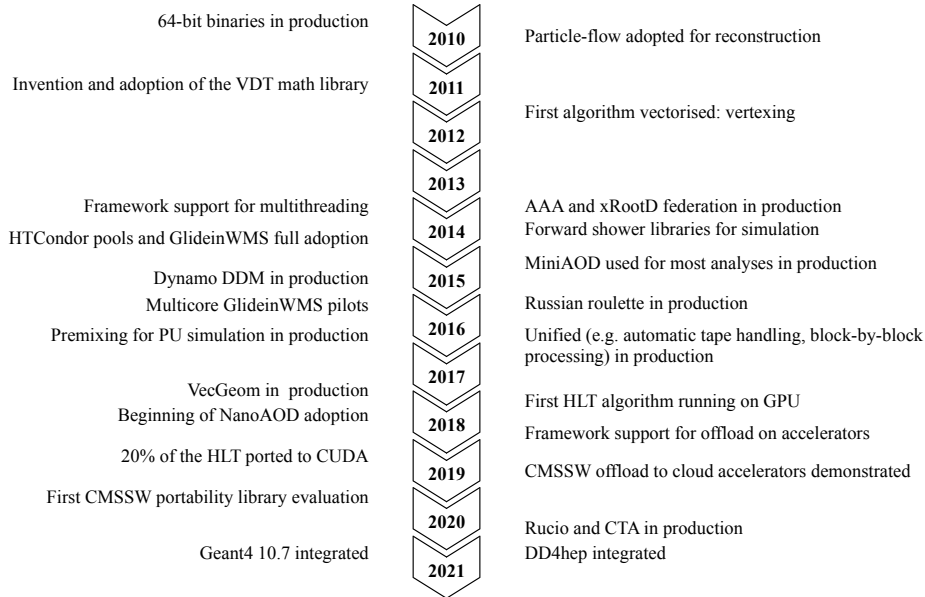 64-bit binaries in production
2010
Particle-flow adopted for reconstruction
Invention and adoption of the VDT math library
2011
First algorithm vectorised: vertexing
2012
2013
Framework support for multithreading
AAA and xRootD federation in production
2014
Forward shower libraries for simulation
HTCondor pools and GlideinWMS full adoption
MiniAOD used for most analyses in production
Dynamo DDM in production
2015
Multicore GlideinWMS pilots
Russian roulette in production
2016
Premixing for PU simulation in production
Unified (e.g. automatic tape handling, block-by-block
processing) in production
2017
VecGeom in production
First HLT algorithm running on GPU
Beginning of NanoAOD adoption
2018
Framework support for offload on accelerators
20% of the HLT ported to CUDA
2019
CMSSW offload to cloud accelerators demonstrated
First CMSSW portability library evaluation
2020
Rucio and CTA in production
Geant4 10.7 integrated
DD4hep integrated
2021